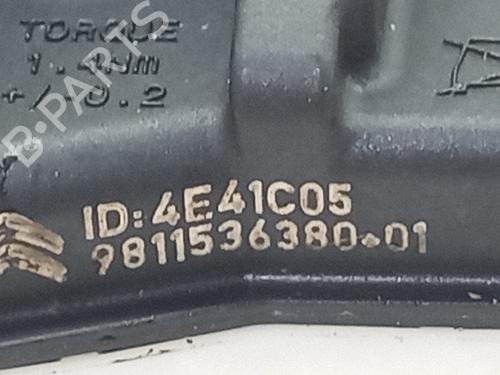 TORQUE
1.4Nm
+/0.2
B-PARTS
ID:4E41C05
9811536380+01